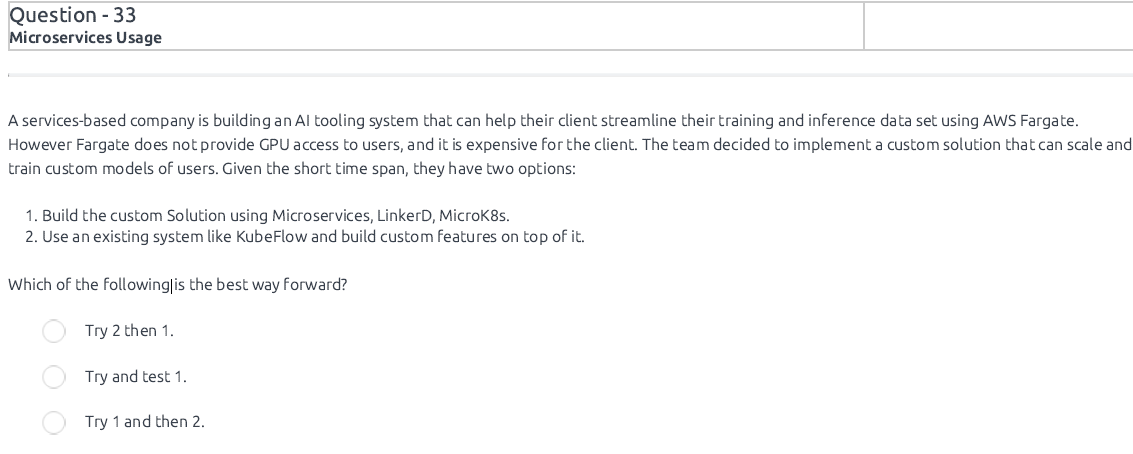 Question - 33
Microservices Usage
A services-based company is building an AI tooling system that can help their client streamline their training and inference data set using AWS Fargate.
However Fargate does not provide GPU access to users, and it is expensive for the client. The team decided to implement a custom solution that can scale and
train custom models of users. Given the short time span, they have two options:
1. Build the custom Solution using Microservices, LinkerD, MicroK8s.
2. Use an existing system like KubeFlow and build custom features on top of it.
Which of the following is the best way forward?
Try 2 then 1.
Try and test 1.
Try 1 and then 2.